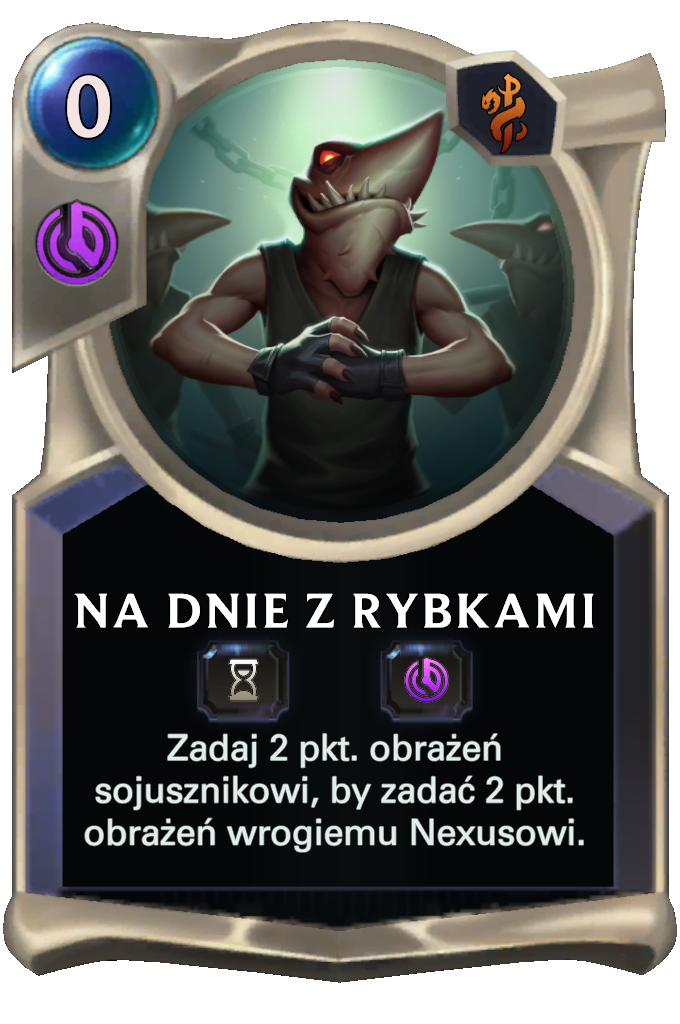 0
NA DNIE Z RYBKAMI
Zadaj 2 pkt. obrażeń
sojusznikowi, by zadać 2 pkt.
obrażeń wrogiemu Nexusowi.